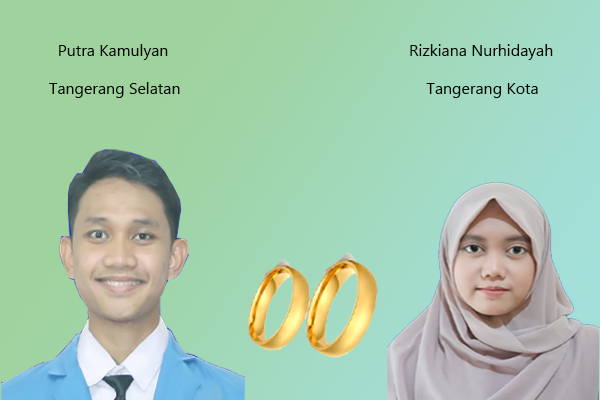 Putra Kamulyan
Tangerang Selatan
Rizkiana Nurhidayah
Tangerang Kota